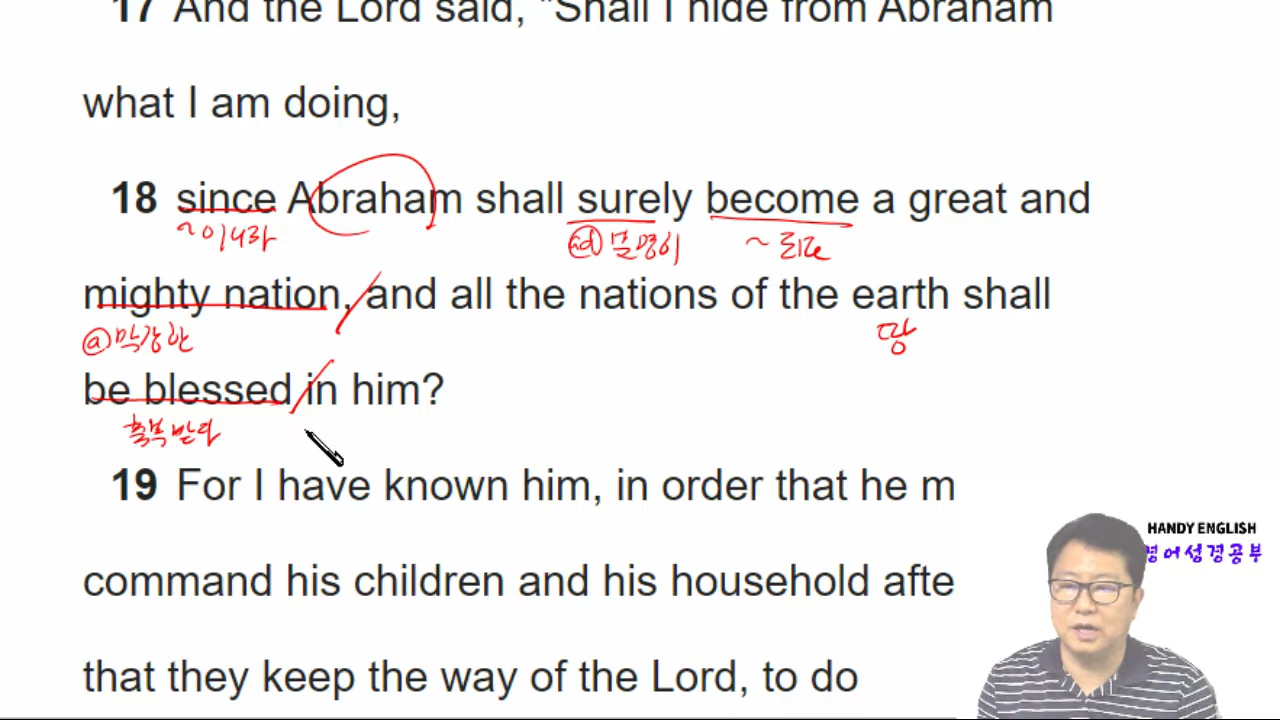 17 And the Lord said, "Shall I hide from Abraham
what I am doing,
18 since Abraham shall surely become a great and
~이니라
ad 분명히
~되다
mighty nation, and all the nations of the earth shall
a 막강한
땅
be blessed in him?
축복 받다
19 For I have known him, in order that he m
HANDY ENGLISH
영어성경공부
command his children and his household afte
that they keep the way of the Lord, to do